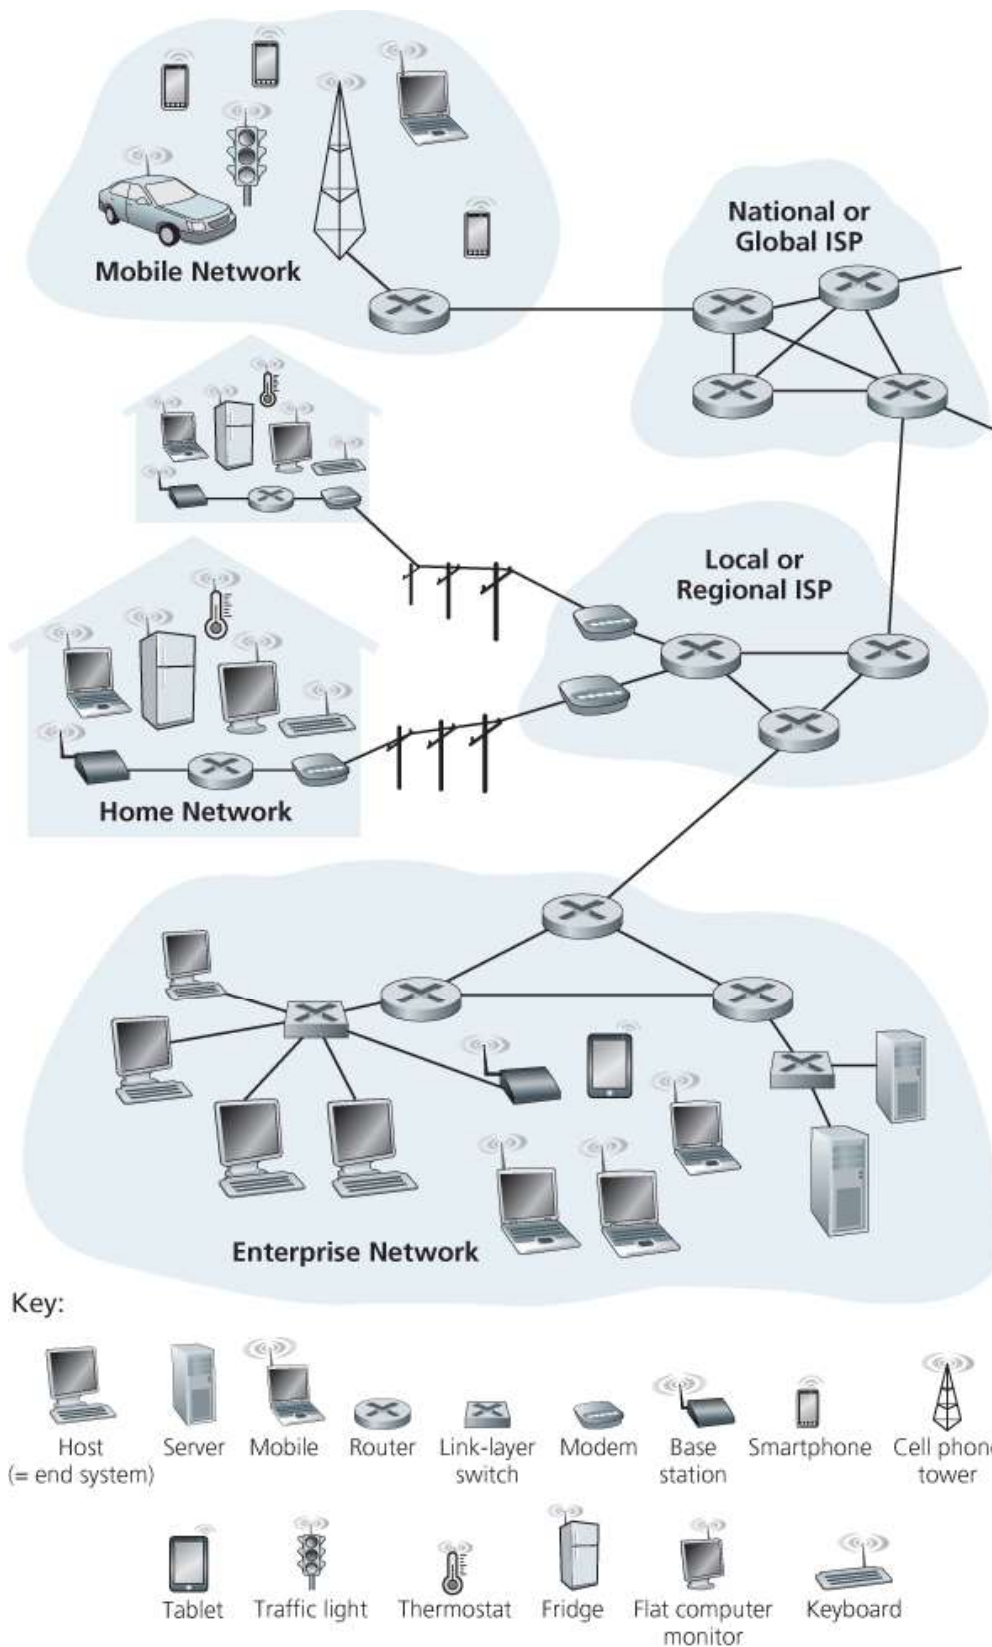 Mobile Network
National or
Global ISP
Local or
Regional ISP
Home Network
Enterprise Network
Key:
Host
(= end system)
Server
Mobile
Router
Link-layer
switch
Modem
Base
station
Smartphone
Cell phone
tower
Tablet
Traffic light
Thermostat
Fridge
Flat computer
monitor
Keyboard